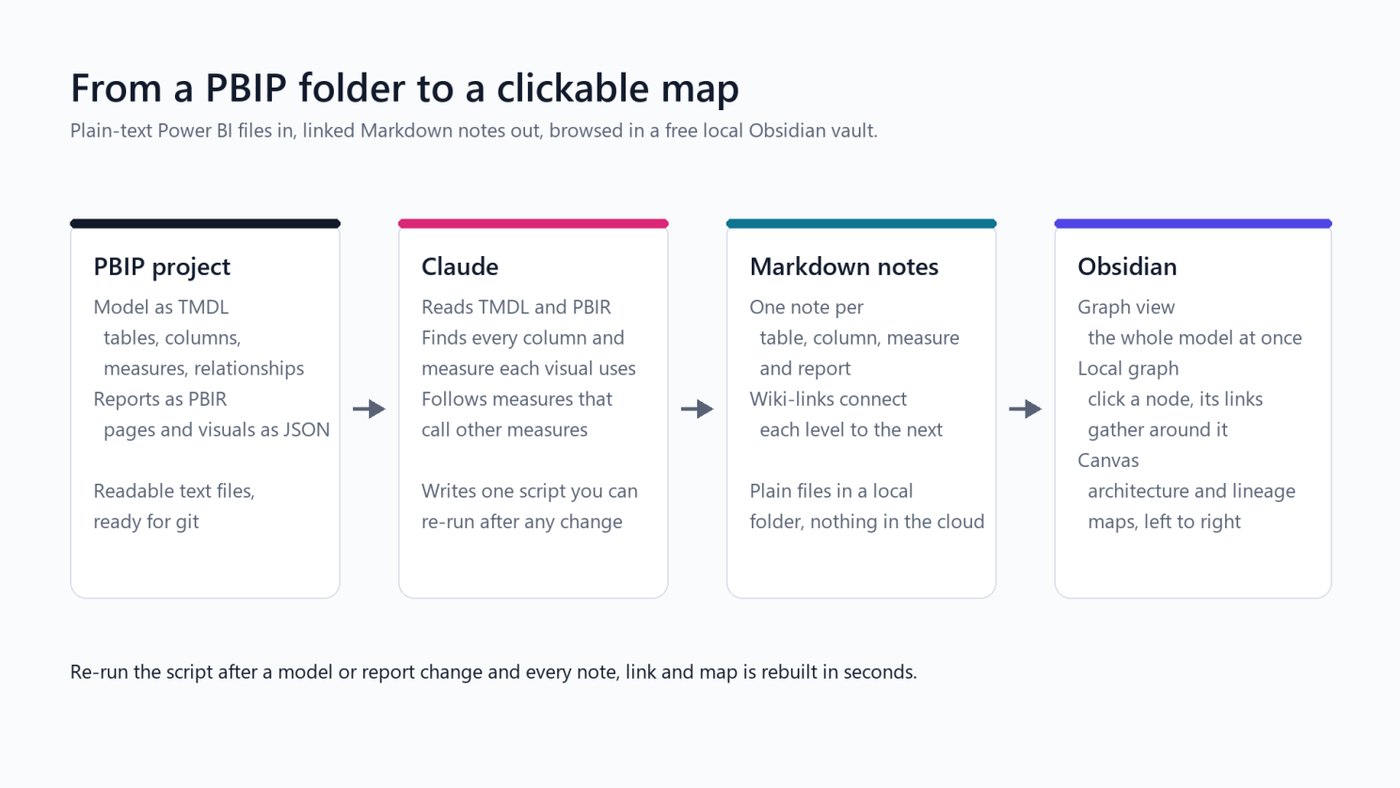 From a PBIP folder to a clickable map
Plain-text Power BI files in, linked Markdown notes out, browsed in a free local Obsidian vault.
PBIP project
Model as TMDL
tables, columns,
measures, relationships
Reports as PBIR
pages and visuals as JSON
Readable text files,
ready for git
Claude
Reads TMDL and PBIR
Finds every column and
measure each visual uses
Follows measures that
call other measures
Writes one script you can
re-run after any change
Markdown notes
One note per
table, column, measure
and report
Wiki-links connect
each level to the next
Plain files in a local
folder, nothing in the cloud
Obsidian
Graph view
the whole model at once
Local graph
click a node, its links
gather around it
Canvas
architecture and lineage
maps, left to right
Re-run the script after a model or report change and every note, link and map is rebuilt in seconds.